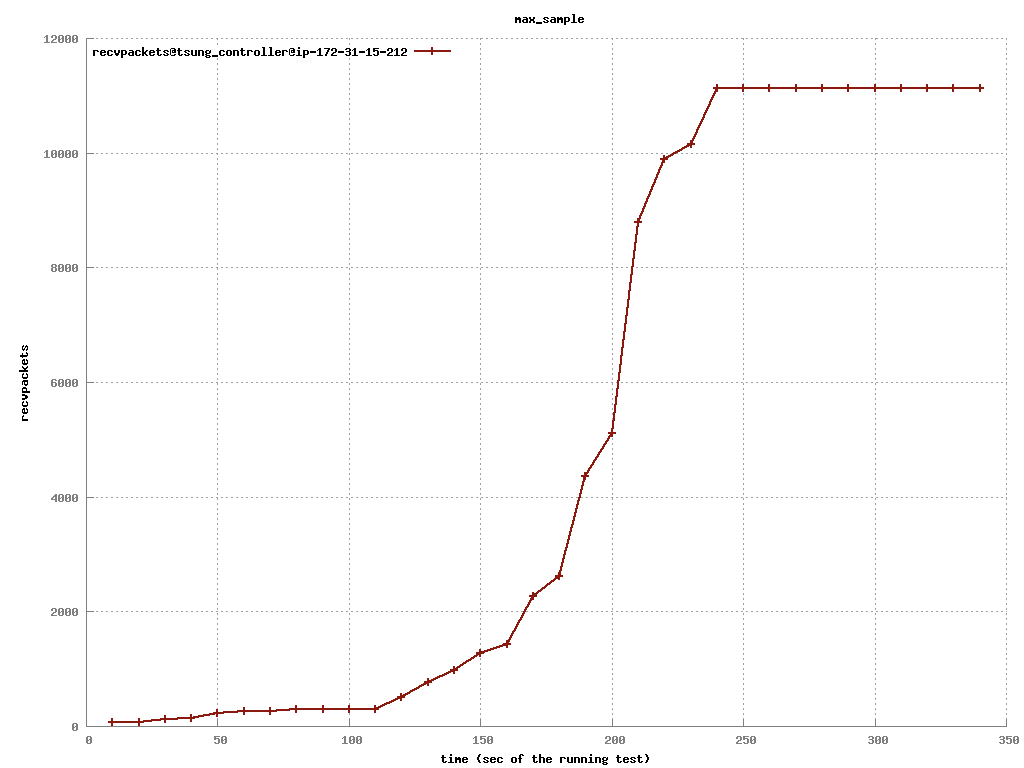 max_sample
12000
recvpackets@tsung_controller@ip-172-31-15-212
10000
8000
6000
4000
2000
0
recvpackets
0 50 100 150 200 250 300 350
time (sec of the running test)